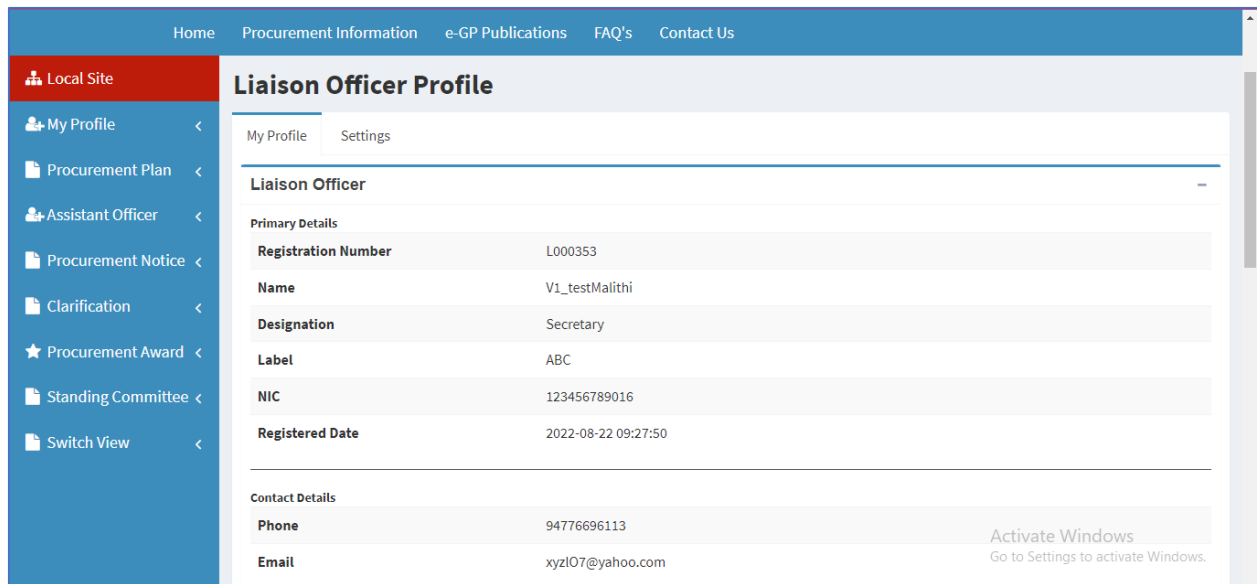 Home Procurement Information e-GP Publications FAQ's Contact Us
Local Site
My Profile
Procurement Plan
Assistant Officer
Procurement Notice
Clarification
Procurement Award
Standing Committee
Switch View
Liaison Officer Profile
My Profile Settings
Liaison Officer
Primary Details
Registration Number L000353
Name V1_testMalithi
Designation Secretary
Label ABC
NIC 123456789016
Registered Date 2022-08-22 09:27:50
Contact Details
Phone 94776696113
Email xyzlO7@yahoo.com
Activate Windows
Go to Settings to activate Windows.